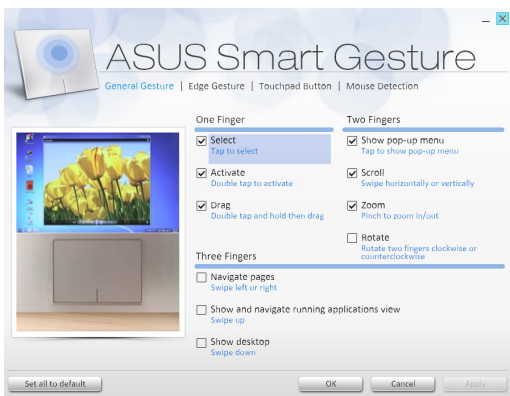 ASUS Smart Gesture
General Gesture | Edge Gesture | Touchpad Button | Mouse Detection
One Finger
Select
Tap to select
Activate
Double tap to activate
Drag
Double tap and hold then drag
Two Fingers
Show pop-up menu
Tap to show pop-up menu
Scroll
Swipe horizontally or vertically
Zoom
Pinch to zoom in/out
Rotate
Rotate two fingers clockwise or
counterclockwise
Three Fingers
Navigate pages
Swipe left or right
Show and navigate running applications view
Swipe up
Show desktop
Swipe down
Set all to default
OK
Cancel
Apply